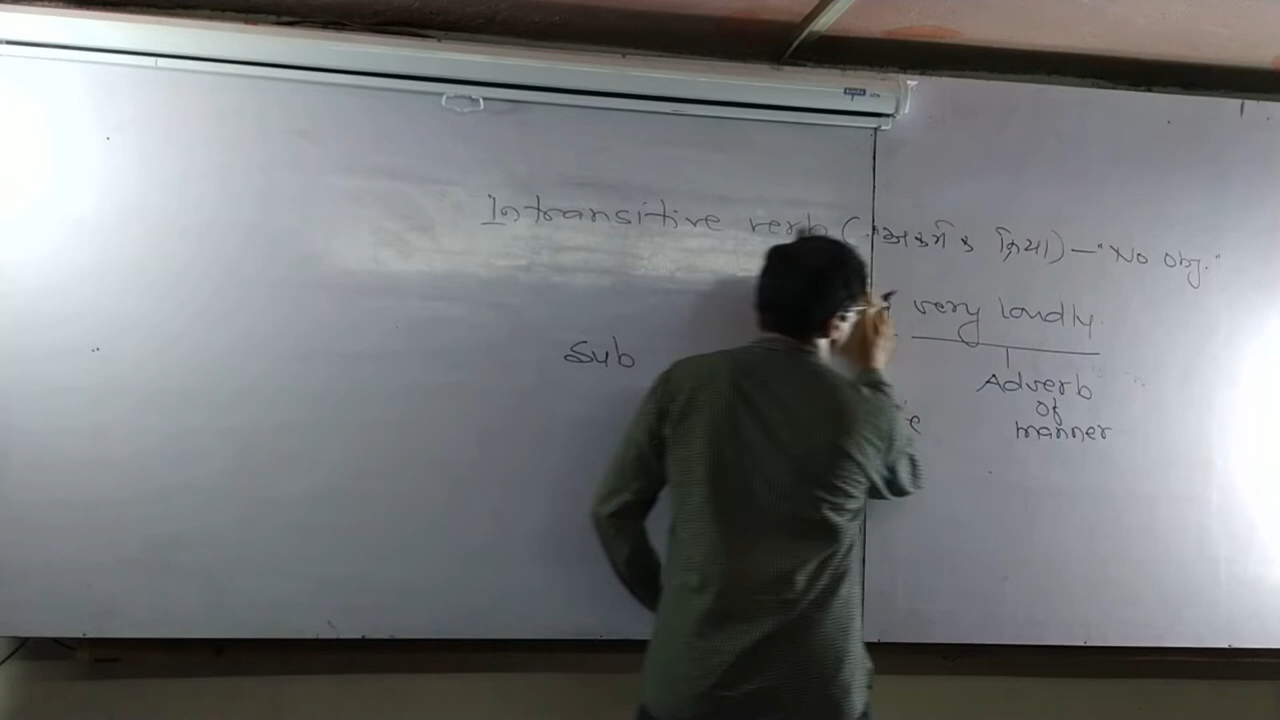 Intransitive verb (अकर्मक क्रिया) – "No obj."
very loudly.
Sub
Adverb
of
manner